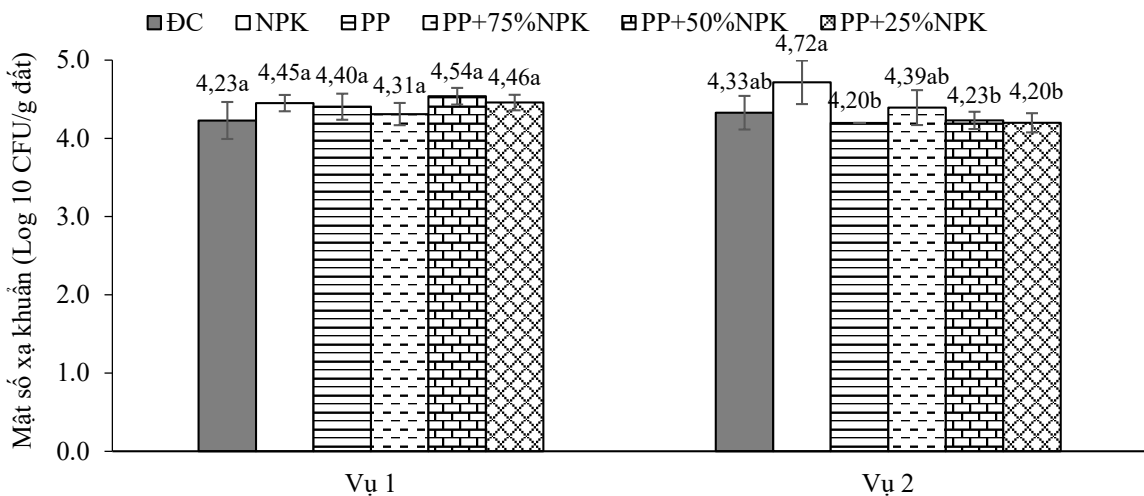 ĐC NPK PP PP+75%NPK PP+50%NPK PP+25%NPK
Mật số xạ khuẩn (Log 10 CFU/g đất)
5.0
4.0
3.0
2.0
1.0
0.0
4,23a 4,45a 4,40a 4,31a 4,54a 4,46a
4,33ab 4,72a 4,20b 4,39ab 4,23b 4,20b
Vụ 1 Vụ 2